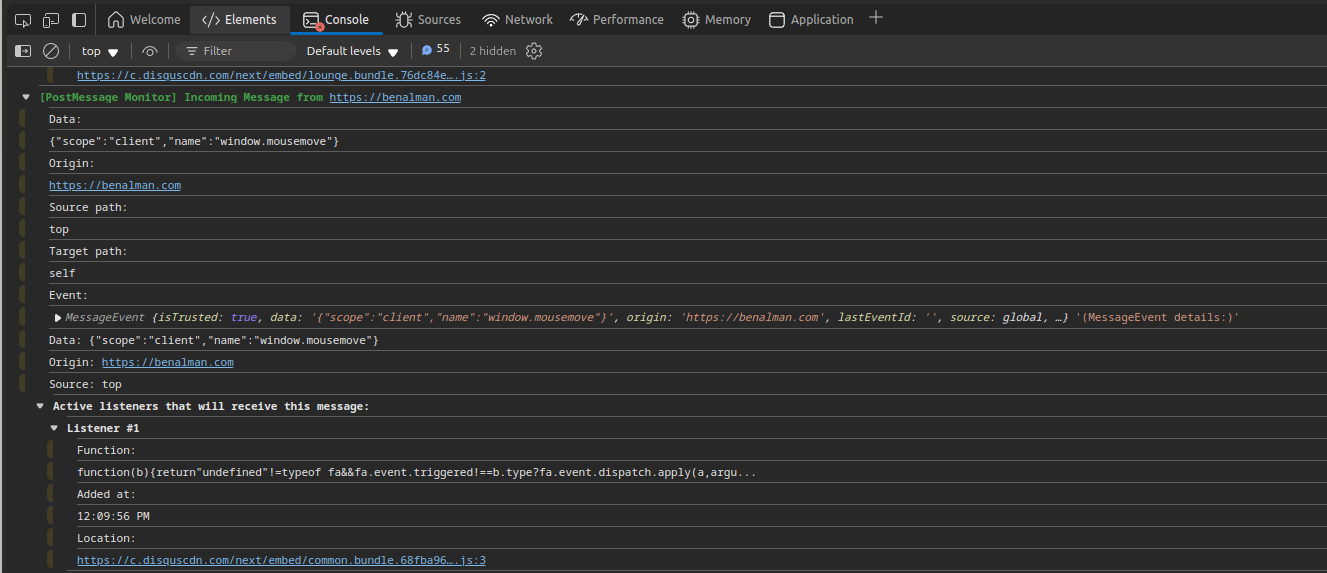 Welcome Elements Console Sources Network Performance Memory Application
top Filter Default levels 55 2 hidden
https://c.disquscdn.com/next/embed/lounge.bundle.76dc84e….js:2
[PostMessage Monitor] Incoming Message from https://benalman.com
Data:
{"scope":"client","name":"window.mousemove"}
Origin:
https://benalman.com
Source path:
top
Target path:
self
Event:
MessageEvent {isTrusted: true, data: '{"scope":"client","name":"window.mousemove"}', origin: 'https://benalman.com', lastEventId: '', source: global, …} '(MessageEvent details:)'
Data: {"scope":"client","name":"window.mousemove"}
Origin: https://benalman.com
Source: top
Active listeners that will receive this message:
Listener #1
Function:
function(b){return"undefined"!=typeof fa&&fa.event.triggered!==b.type?fa.event.dispatch.apply(a,argu...
Added at:
12:09:56 PM
Location:
https://c.disquscdn.com/next/embed/common.bundle.68fba96….js:3